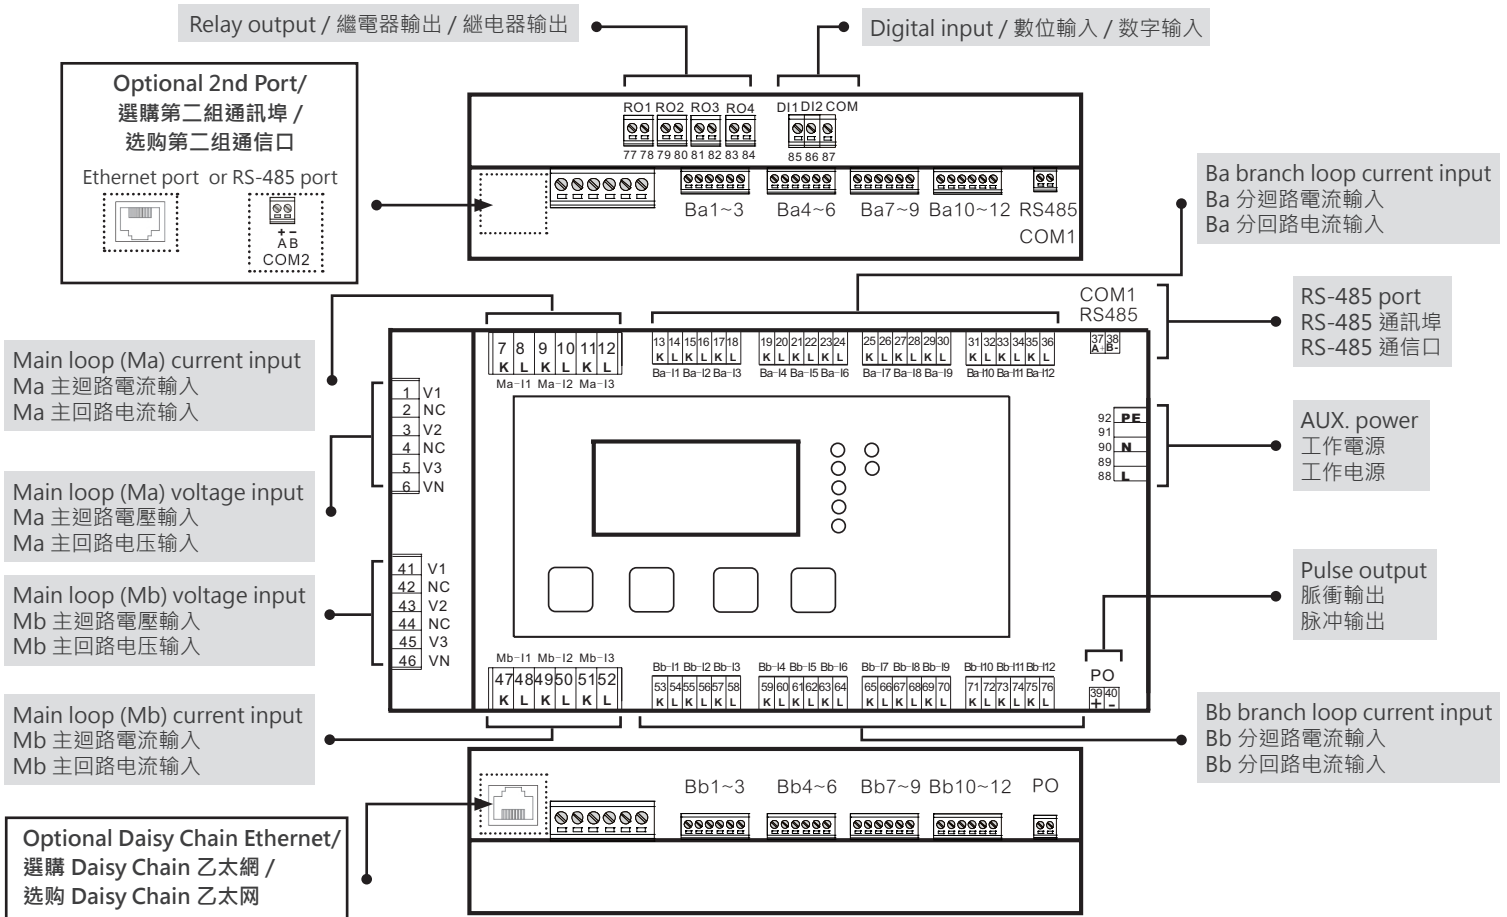 Relay output / 繼電器輸出 / 继电器输出
Digital input / 數位輸入 / 数字输入
Optional 2nd Port/
選購第二組通訊埠 /
选购第二组通信口
Ethernet port or RS-485 port
+ -
A B
COM2
RO1 RO2 RO3 RO4
DI1 DI2 COM
77 78 79 80 81 82 83 84
85 86 87
Ba1~3 Ba4~6 Ba7~9 Ba10~12 RS485
COM1
Ba branch loop current input
Ba 分迴路電流輸入
Ba 分回路电流输入
COM1
RS485
RS-485 port
RS-485 通訊埠
RS-485 通信口
Main loop (Ma) current input
Ma 主迴路電流輸入
Ma 主回路电流输入
7 8 9 10 11 12
K L K L K L
Ma-I1 Ma-I2 Ma-I3
13 14 15 16 17 18
K L K L K L
Ba-I1 Ba-I2 Ba-I3
19 20 21 22 23 24
K L K L K L
Ba-I4 Ba-I5 Ba-I6
25 26 27 28 29 30
K L K L K L
Ba-I7 Ba-I8 Ba-I9
31 32 33 34 35 36
K L K L K L
Ba-I10 Ba-I11 Ba-I12
37 38
A+ B-
1 V1
2 NC
3 V2
4 NC
5 V3
6 VN
Main loop (Ma) voltage input
Ma 主迴路電壓輸入
Ma 主回路电压输入
92 PE
91
90 N
89
88 L
AUX. power
工作電源
工作电源
41 V1
42 NC
43 V2
44 NC
45 V3
46 VN
Main loop (Mb) voltage input
Mb 主迴路電壓輸入
Mb 主回路电压输入
Pulse output
脈衝輸出
脉冲输出
Mb-I1 Mb-I2 Mb-I3
47 48 49 50 51 52
K L K L K L
Bb-I1 Bb-I2 Bb-I3
53 54 55 56 57 58
K L K L K L
Bb-I4 Bb-I5 Bb-I6
59 60 61 62 63 64
K L K L K L
Bb-I7 Bb-I8 Bb-I9
65 66 67 68 69 70
K L K L K L
Bb-I10 Bb-I11 Bb-I12
71 72 73 74 75 76
K L K L K L
PO
39 40
+ -
Main loop (Mb) current input
Mb 主迴路電流輸入
Mb 主回路电流输入
Bb branch loop current input
Bb 分迴路電流輸入
Bb 分回路电流输入
Bb1~3 Bb4~6 Bb7~9 Bb10~12 PO
Optional Daisy Chain Ethernet/
選購 Daisy Chain 乙太網 /
选购 Daisy Chain 乙太网